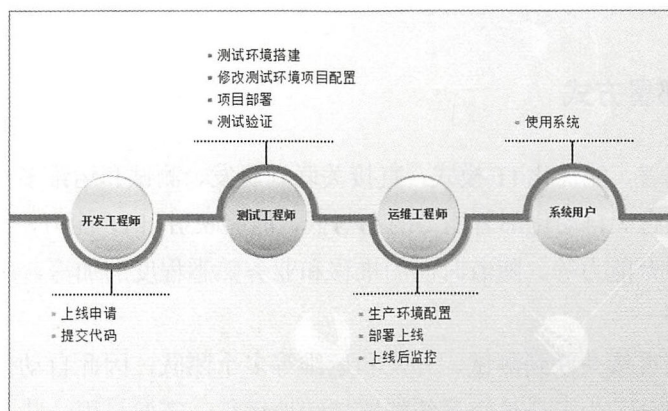 测试环境搭建
修改测试环境项目配置
项目部署
测试验证
使用系统
开发工程师
测试工程师
运维工程师
系统用户
上线申请
提交代码
生产环境配置
部署上线
上线后监控